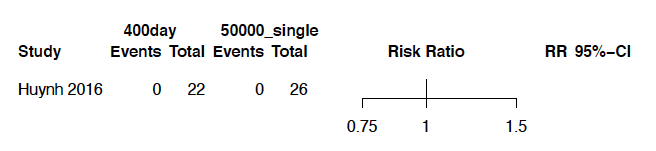 400day 50000_single
Study Events Total Events Total Risk Ratio RR 95%−CI
Huynh 2016 0 22 0 26
0.75 1 1.5